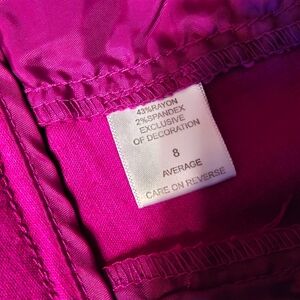 43%RAYON
2%SPANDEX
EXCLUSIVE
OF DECORATION
8
AVERAGE
CARE ON REVERSE